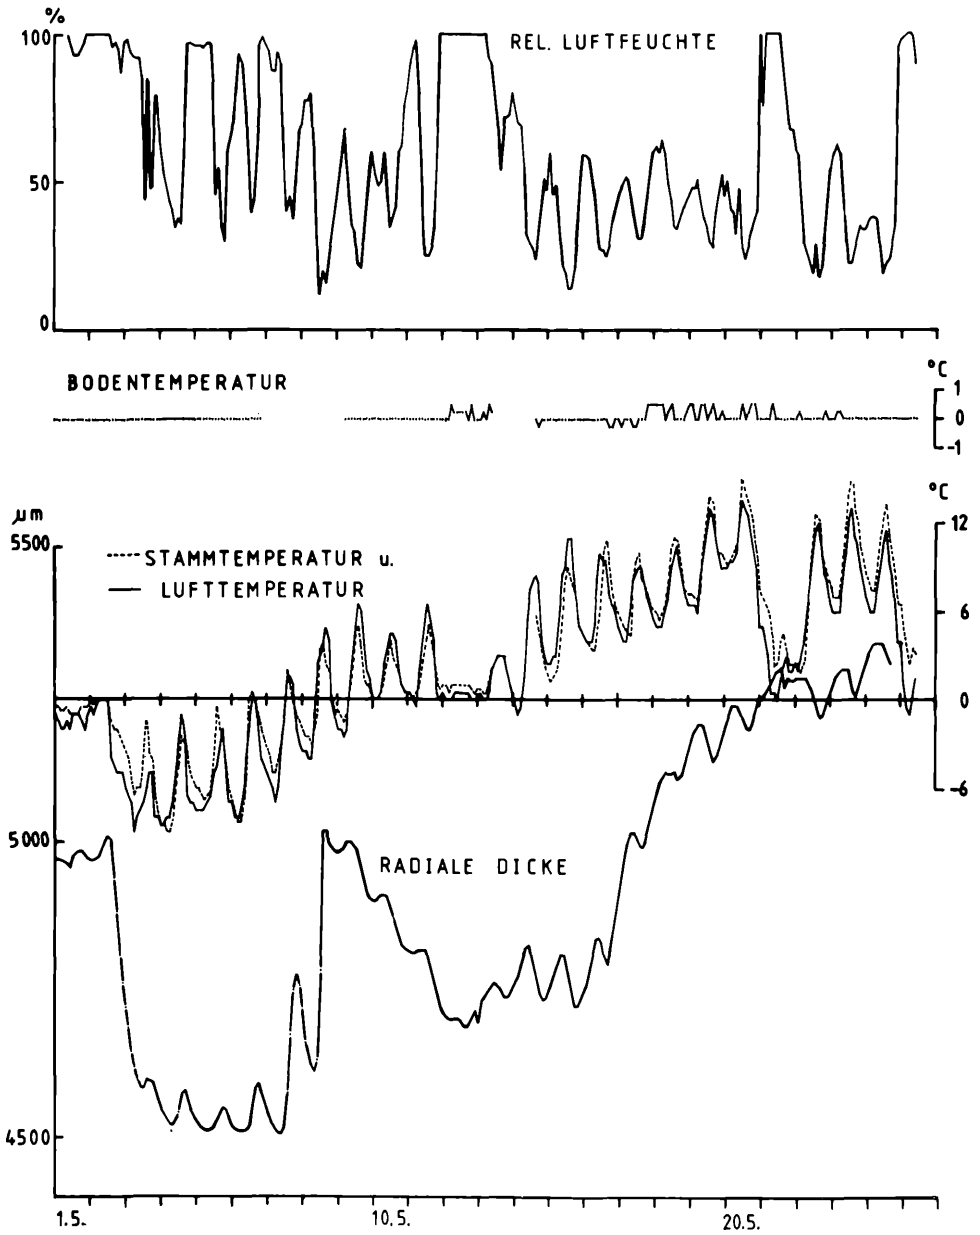 %
100
REL. LUFTFEUCHTE
50
0
BODENTEMPERATUR
°C
1
0
-1
µm
°C
5500
12
STAMMTEMPERATUR u.
LUFTTEMPERATUR
6
0
-6
5000
RADIALE DICKE
4500
1.5.
10.5.
20.5.